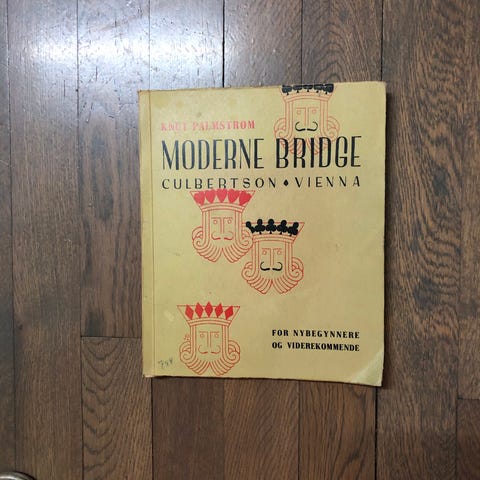 KNUT PALMSTRØM
MODERNE BRIDGE
CULBERTSON ♦ VIENNA
FOR NYBEGYNNERE
OG VIDEREKOMMENDE